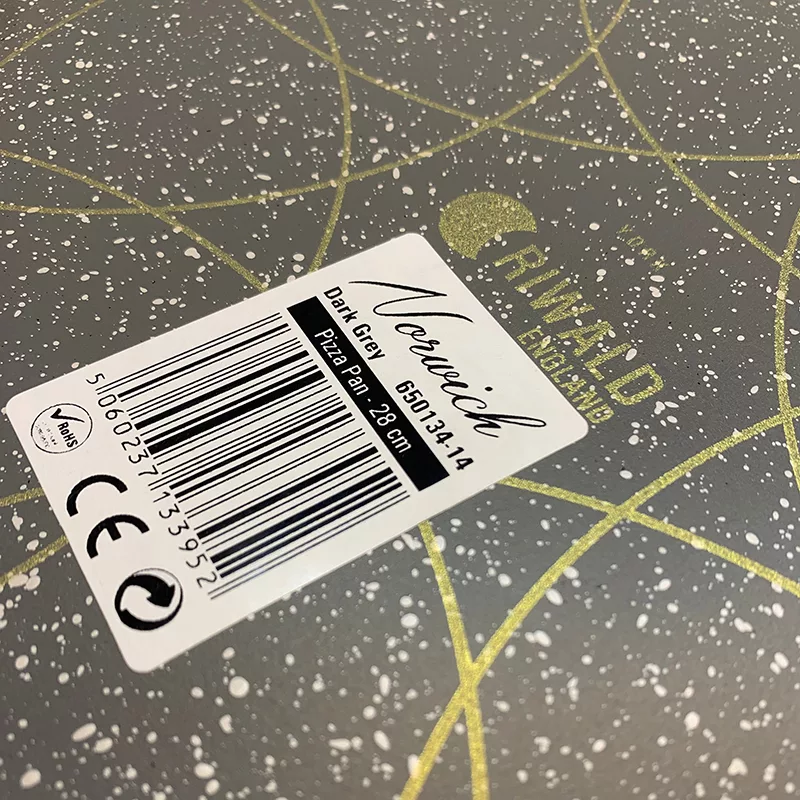 Norwich
Dark Grey 650134-14
Pizza Pan - 28 cm
5 060237 133952
RoHS
CE
RIWALD
ENGLAND